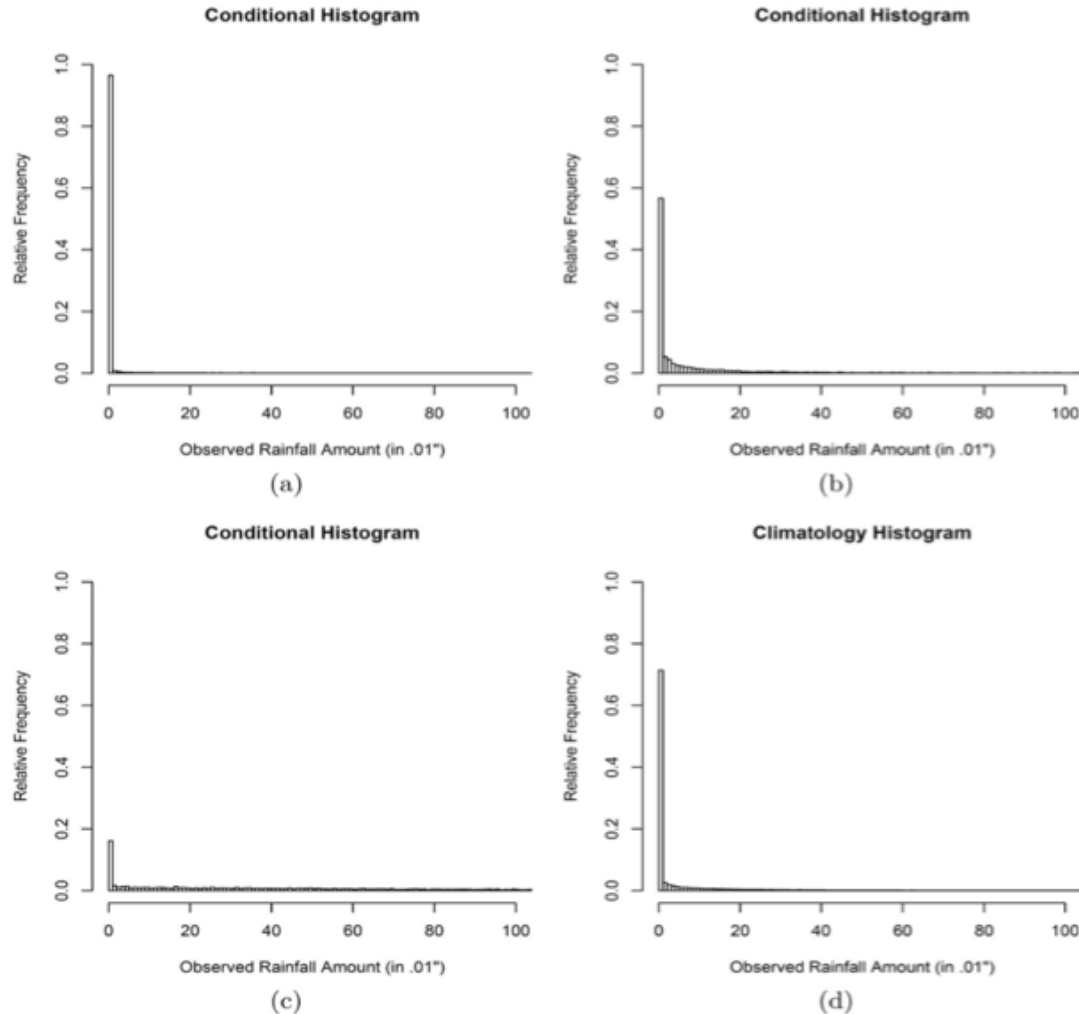 Conditional Histogram
Relative Frequency
0.0 0.2 0.4 0.6 0.8 1.0
0 20 40 60 80 100
Observed Rainfall Amount (in .01")
(a)
Conditional Histogram
Relative Frequency
0.0 0.2 0.4 0.6 0.8 1.0
0 20 40 60 80 100
Observed Rainfall Amount (in .01")
(b)
Conditional Histogram
Relative Frequency
0.0 0.2 0.4 0.6 0.8 1.0
0 20 40 60 80 100
Observed Rainfall Amount (in .01")
(c)
Climatology Histogram
Relative Frequency
0.0 0.2 0.4 0.6 0.8 1.0
0 20 40 60 80 100
Observed Rainfall Amount (in .01")
(d)